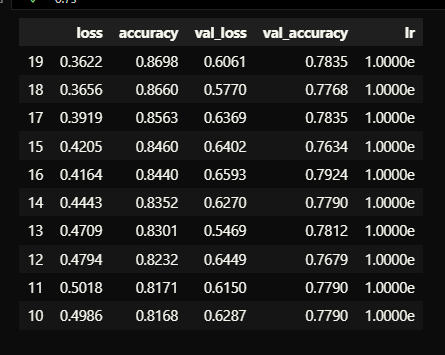 loss accuracy val_loss val_accuracy lr
19 0.3622 0.8698 0.6061 0.7835 1.0000e
18 0.3656 0.8660 0.5770 0.7768 1.0000e
17 0.3919 0.8563 0.6369 0.7835 1.0000e
15 0.4205 0.8460 0.6402 0.7634 1.0000e
16 0.4164 0.8440 0.6593 0.7924 1.0000e
14 0.4443 0.8352 0.6270 0.7790 1.0000e
13 0.4709 0.8301 0.5469 0.7812 1.0000e
12 0.4794 0.8232 0.6449 0.7679 1.0000e
11 0.5018 0.8171 0.6150 0.7790 1.0000e
10 0.4986 0.8168 0.6287 0.7790 1.0000e